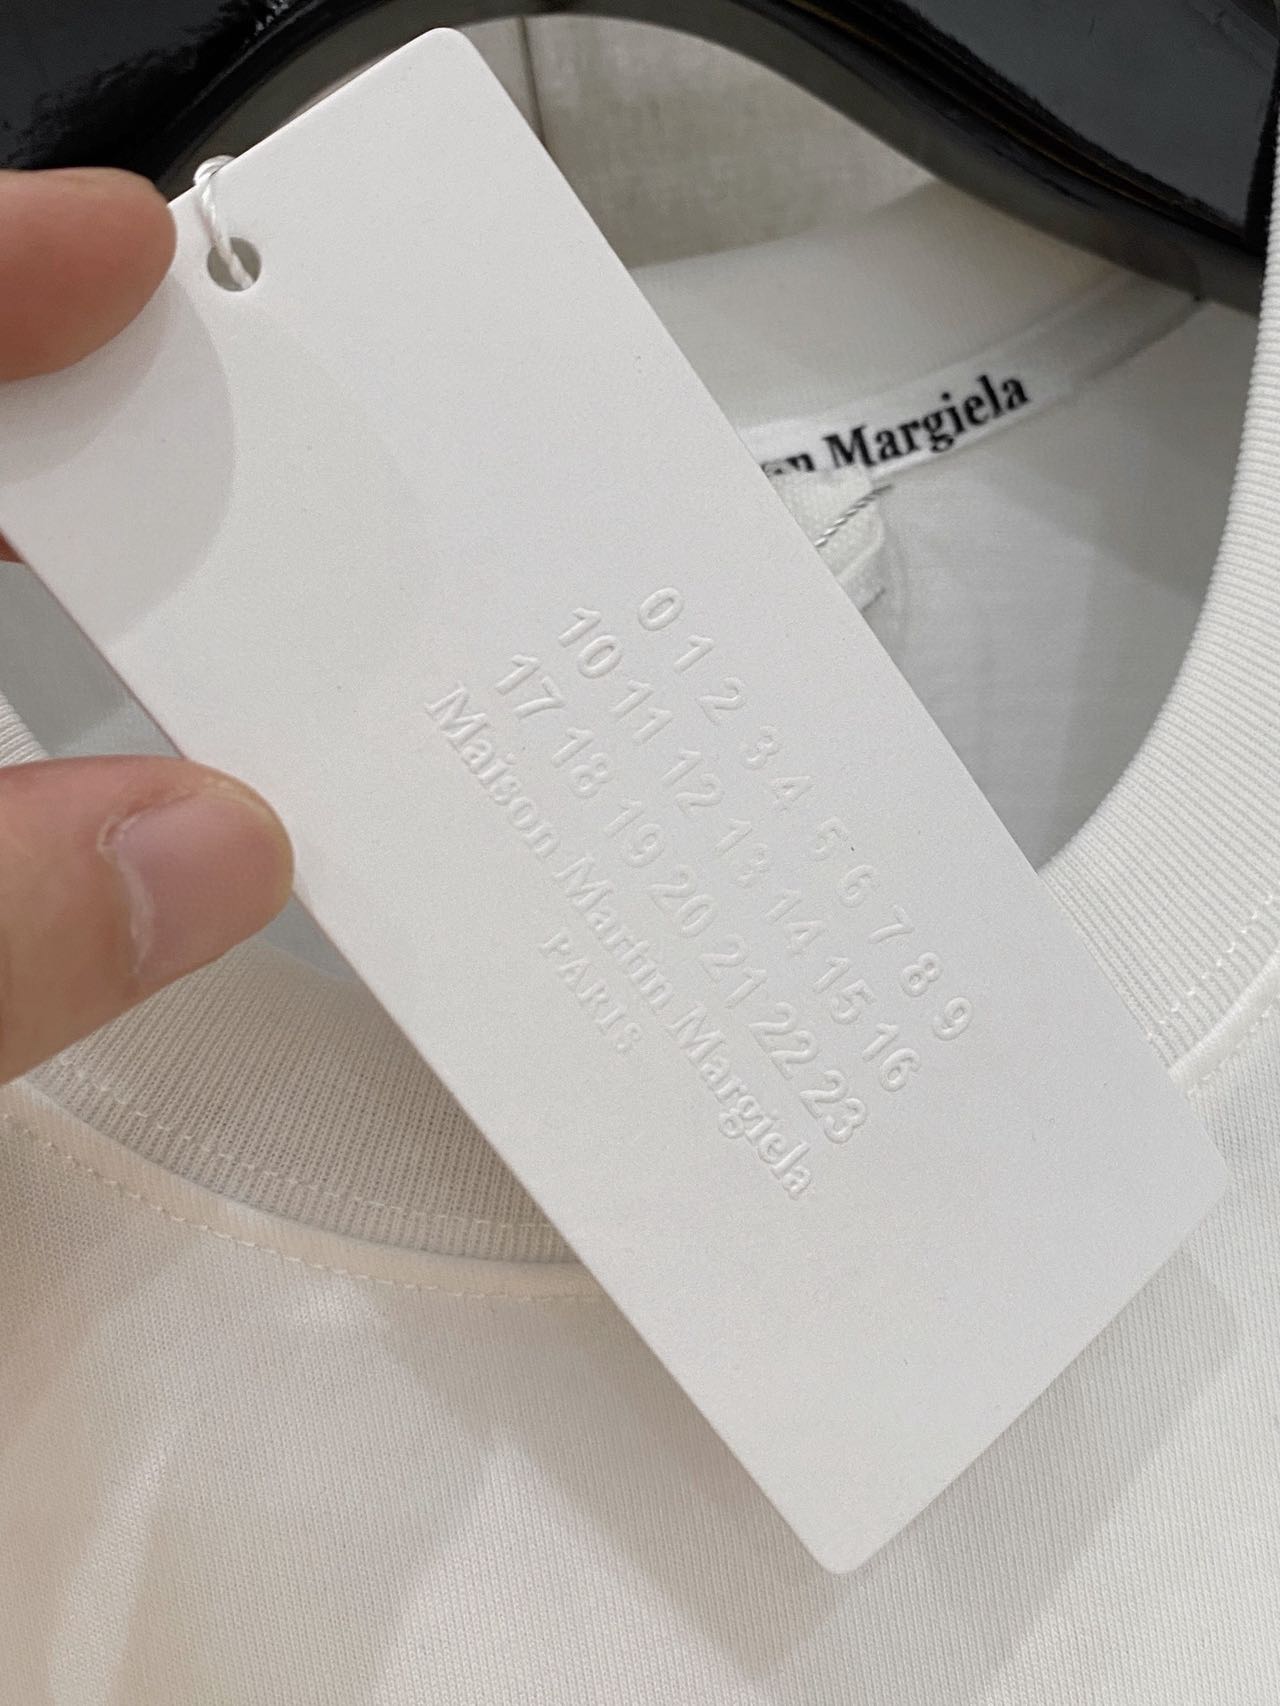 0 1 2 3 4 5 6 7 8 9
10 11 12 13 14 15 16
17 18 19 20 21 22 23
Maison Martin Margiela
PARIS
Margiela